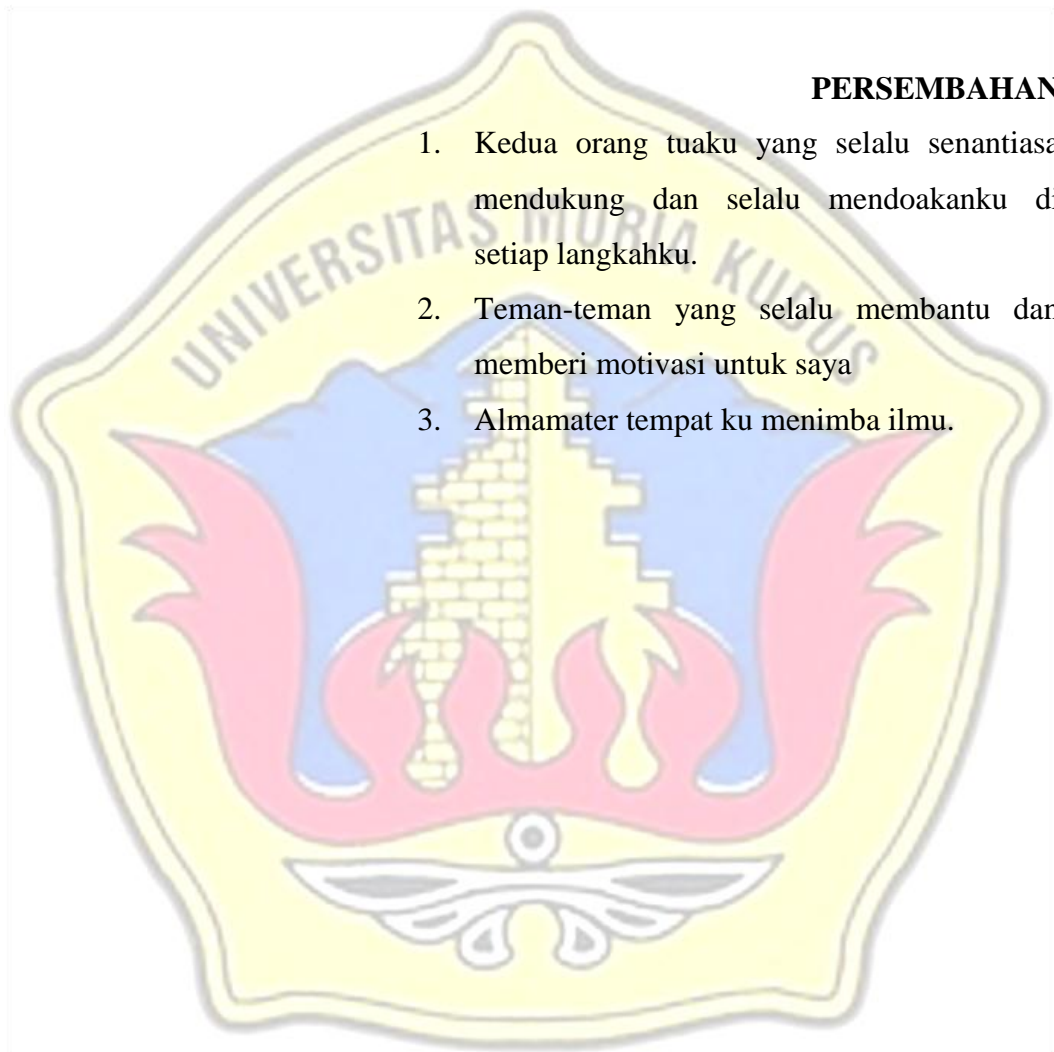 PERSEMBAHAN
1. Kedua orang tuaku yang selalu senantiasa
mendukung dan selalu mendoakanku di
setiap langkahku.
2. Teman-teman yang selalu membantu dan
memberi motivasi untuk saya
3. Almamater tempat ku menimba ilmu.
UNIVERSITAS MURIA KUDUS